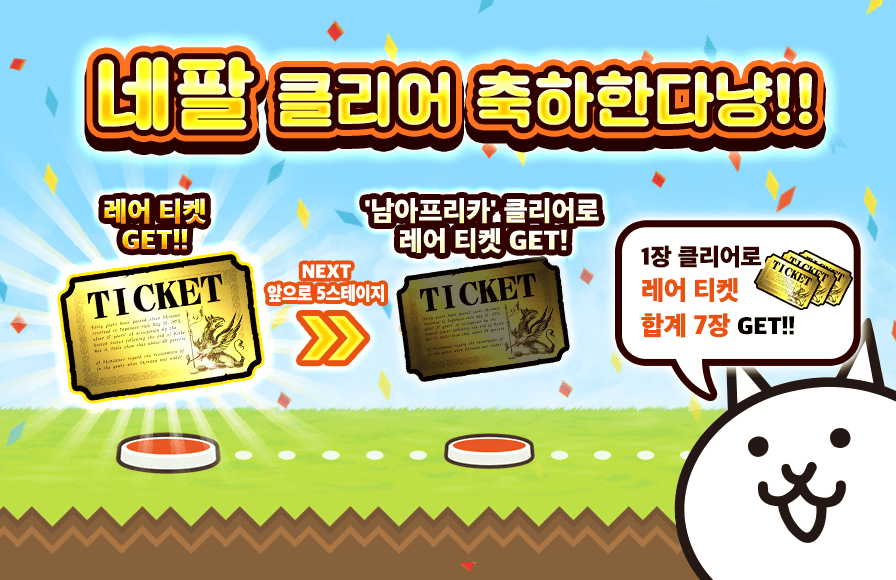 네팔 클리어 축하한다냥!!
레어 티켓
GET!!
TICKET
NEXT
앞으로 5스테이지
'남아프리카' 클리어로
레어 티켓 GET!
TICKET
1장 클리어로
레어 티켓
합계 7장 GET!!
TICKET
TICKET
TICKET